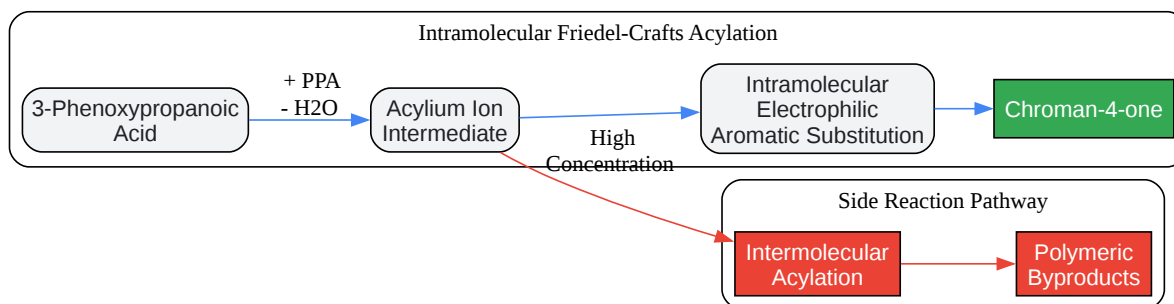 Intramolecular Friedel-Crafts Acylation
3-Phenoxypropanoic
Acid
+ PPA
- H2O
Acylium Ion
Intermediate
High
Concentration
Intramolecular
Electrophilic
Aromatic Substitution
Chroman-4-one
Side Reaction Pathway
Intermolecular
Acylation
Polymeric
Byproducts